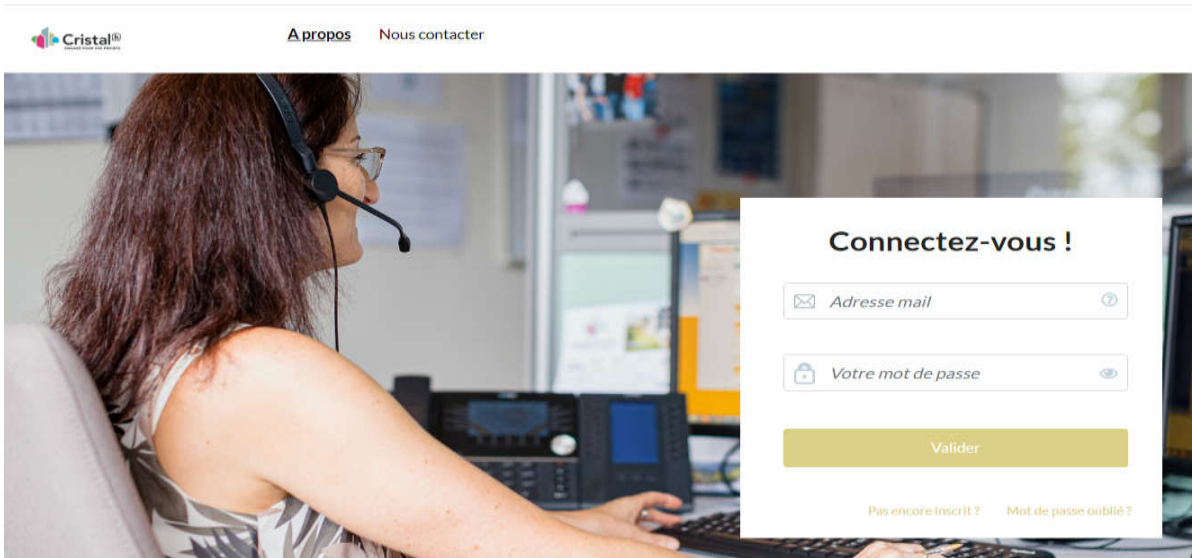 Cristal
A propos
Nous contacter
Connectez-vous !
Adresse mail
Votre mot de passe
Valider
Pas encore inscrit ?
Mot de passe oublié ?